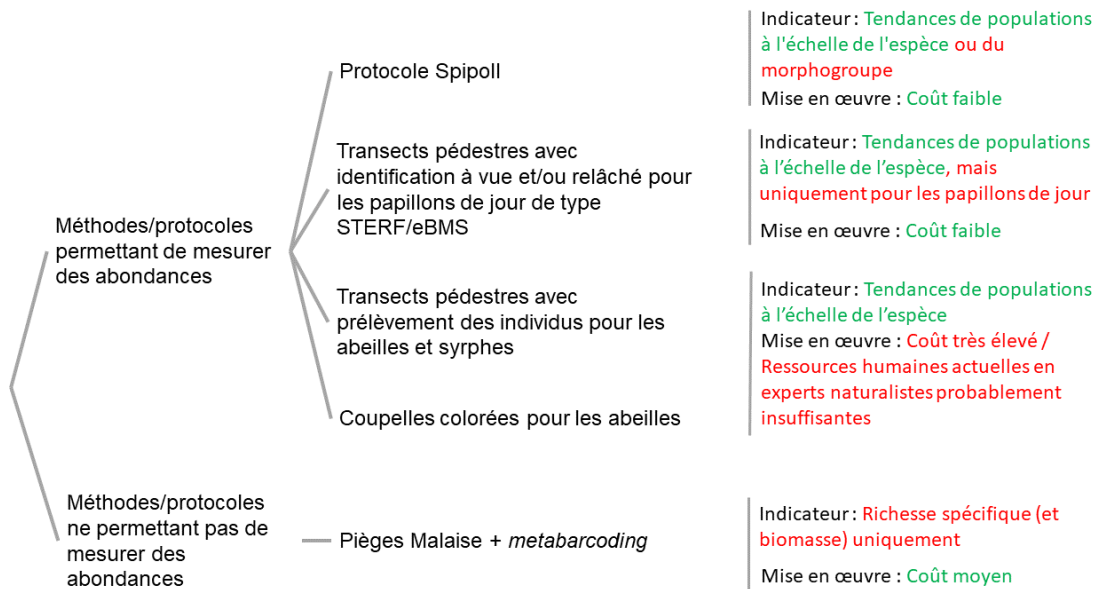 Méthodes/protocoles
permettant de mesurer
des abondances
Protocole Spipoll
Indicateur : Tendances de populations
à l'échelle de l'espèce ou du
morphogroupe
Mise en œuvre : Coût faible
Transects pédestres avec
identification à vue et/ou relâché pour
les papillons de jour de type
STERF/eBMS
Indicateur : Tendances de populations
à l’échelle de l’espèce, mais
uniquement pour les papillons de jour
Mise en œuvre : Coût faible
Transects pédestres avec
prélèvement des individus pour les
abeilles et syrphes
Coupelles colorées pour les abeilles
Indicateur : Tendances de populations
à l’échelle de l’espèce
Mise en œuvre : Coût très élevé /
Ressources humaines actuelles en
experts naturalistes probablement
insuffisantes
Méthodes/protocoles
ne permettant pas de
mesurer des
abondances
Pièges Malaise + metabarcoding
Indicateur : Richesse spécifique (et
biomasse) uniquement
Mise en œuvre : Coût moyen